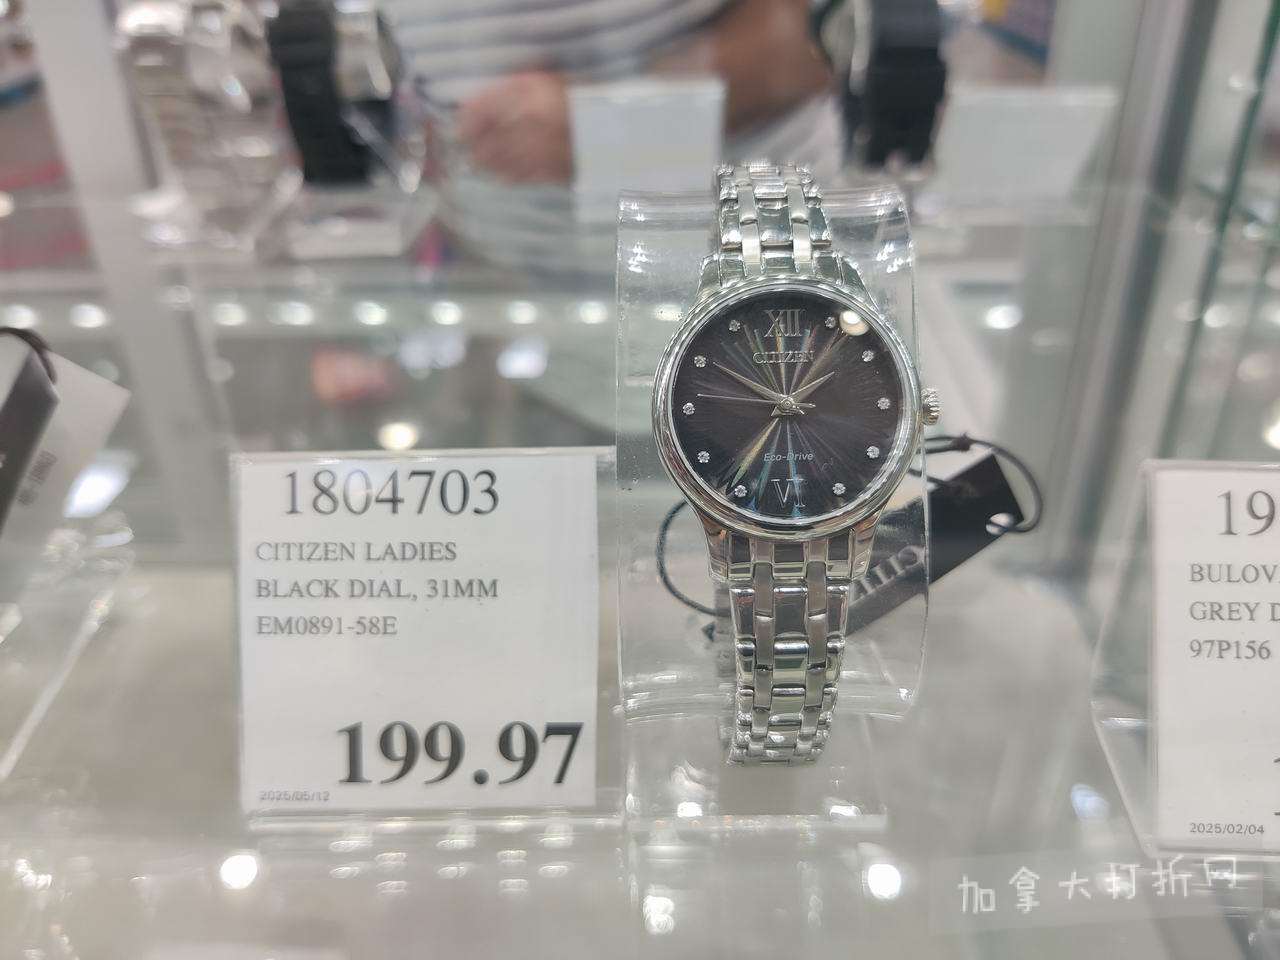 1804703
CITIZEN LADIES
BLACK DIAL, 31MM
EM0891-58E
199.97
2025/05/12
XII
CITIZEN
Eco-Drive
VI
19
BULOV
GREY D
97P156
2025/02/04
加拿大打折网